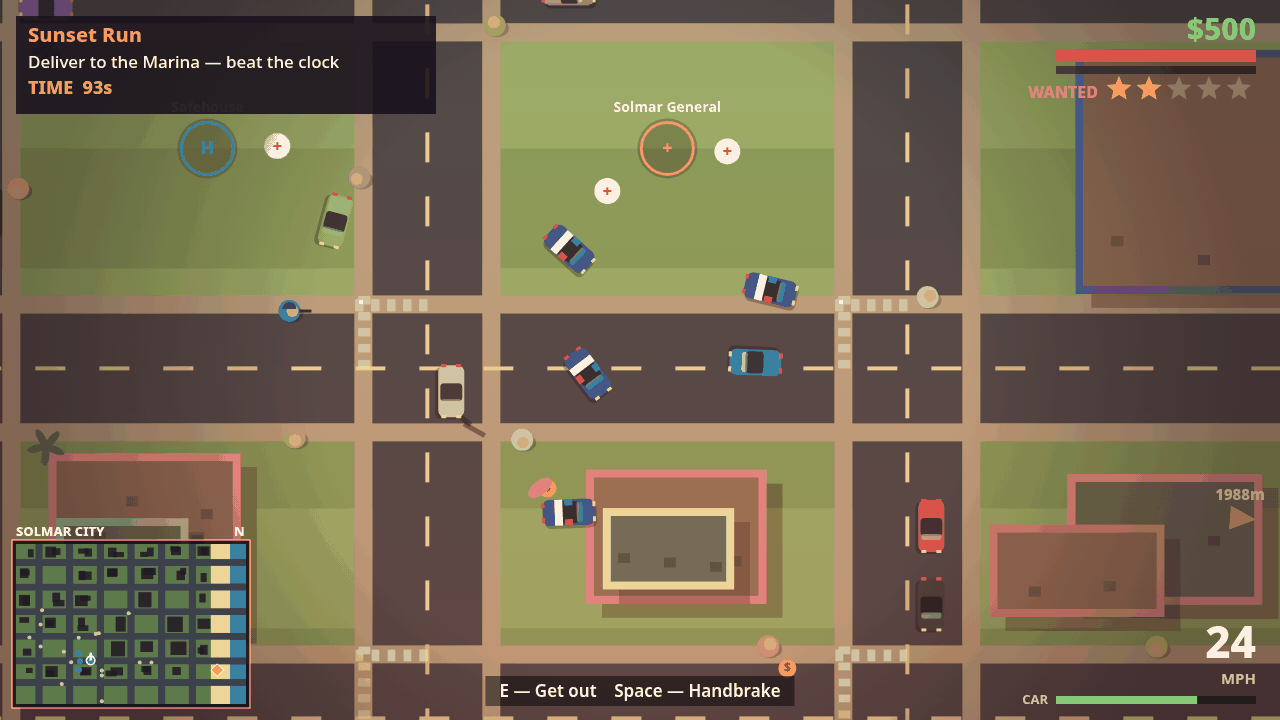 Sunset Run
Deliver to the Marina — beat the clock
TIME 93s
$500
WANTED
Safehouse
H
Solmar General
1988m
SOLMAR CITY
N
$
24
MPH
E — Get out Space — Handbrake
CAR